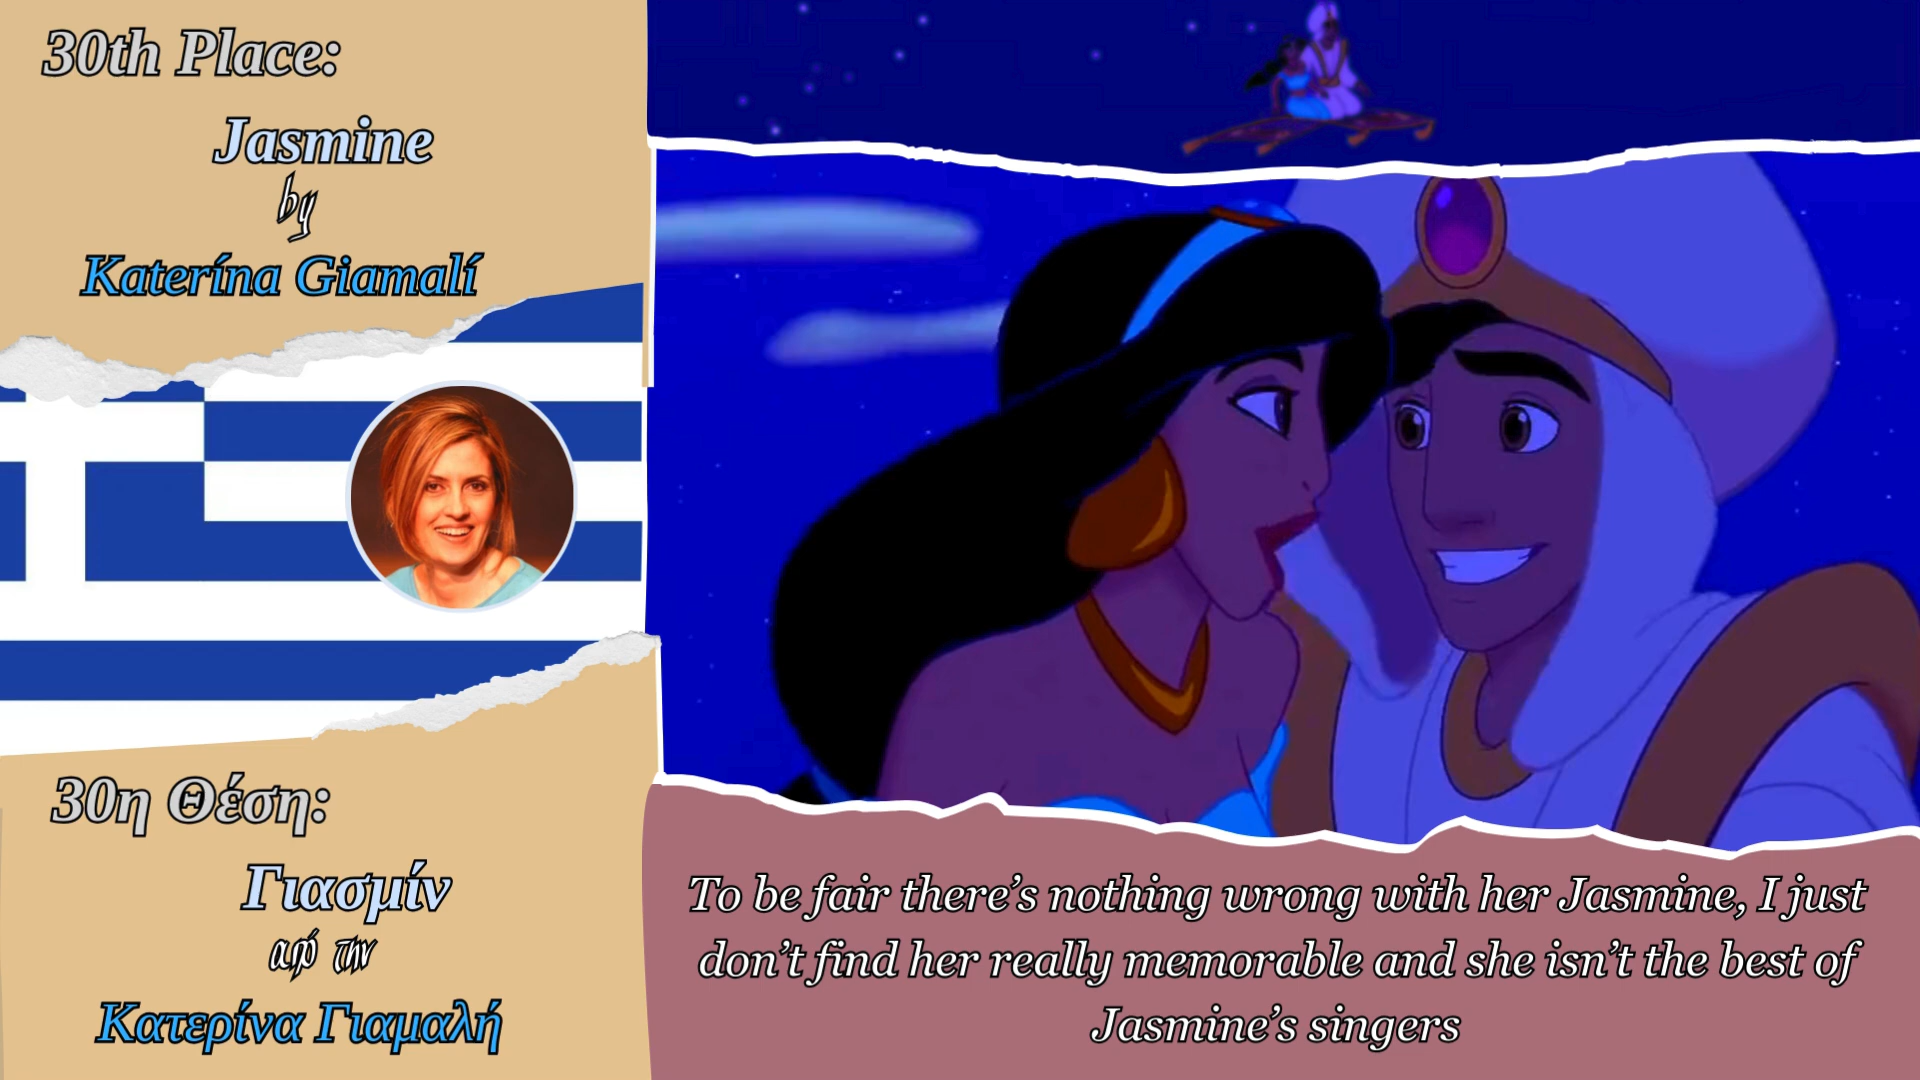 30th Place:
Jasmine
by
Katerína Giamalí
30η Θέση:
Γιασμίν
από την
Κατερίνα Γιαμαλή
To be fair there’s nothing wrong with her Jasmine, I just
don’t find her really memorable and she isn’t the best of
Jasmine’s singers